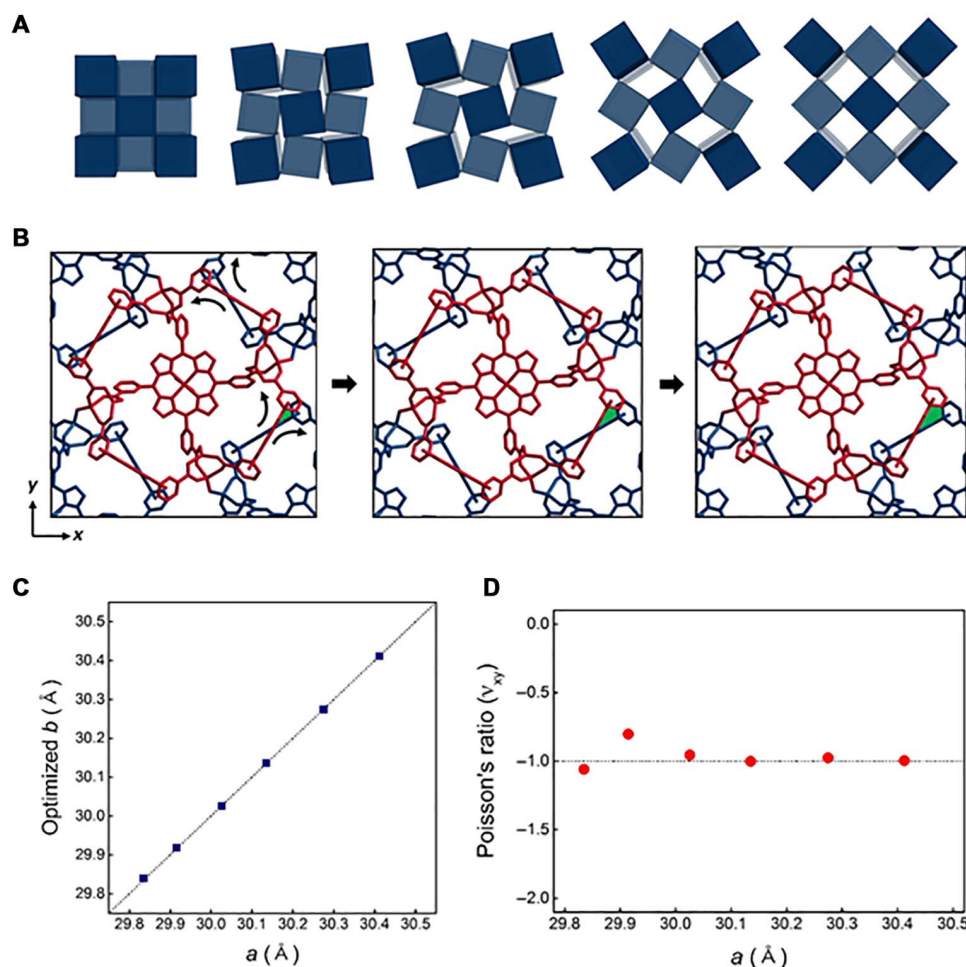 A
B
y
x
C
D
30.5
30.4
30.3
30.2
30.1
30.0
29.9
29.8
Optimized b (Å)
29.8 29.9 30.0 30.1 30.2 30.3 30.4 30.5
a (Å)
0.0
−0.5
−1.0
−1.5
−2.0
Poisson's ratio (νxy)
29.8 29.9 30.0 30.1 30.2 30.3 30.4 30.5
a (Å)